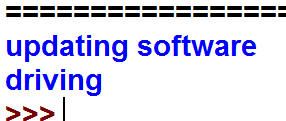 =================
updating software
driving
>>>